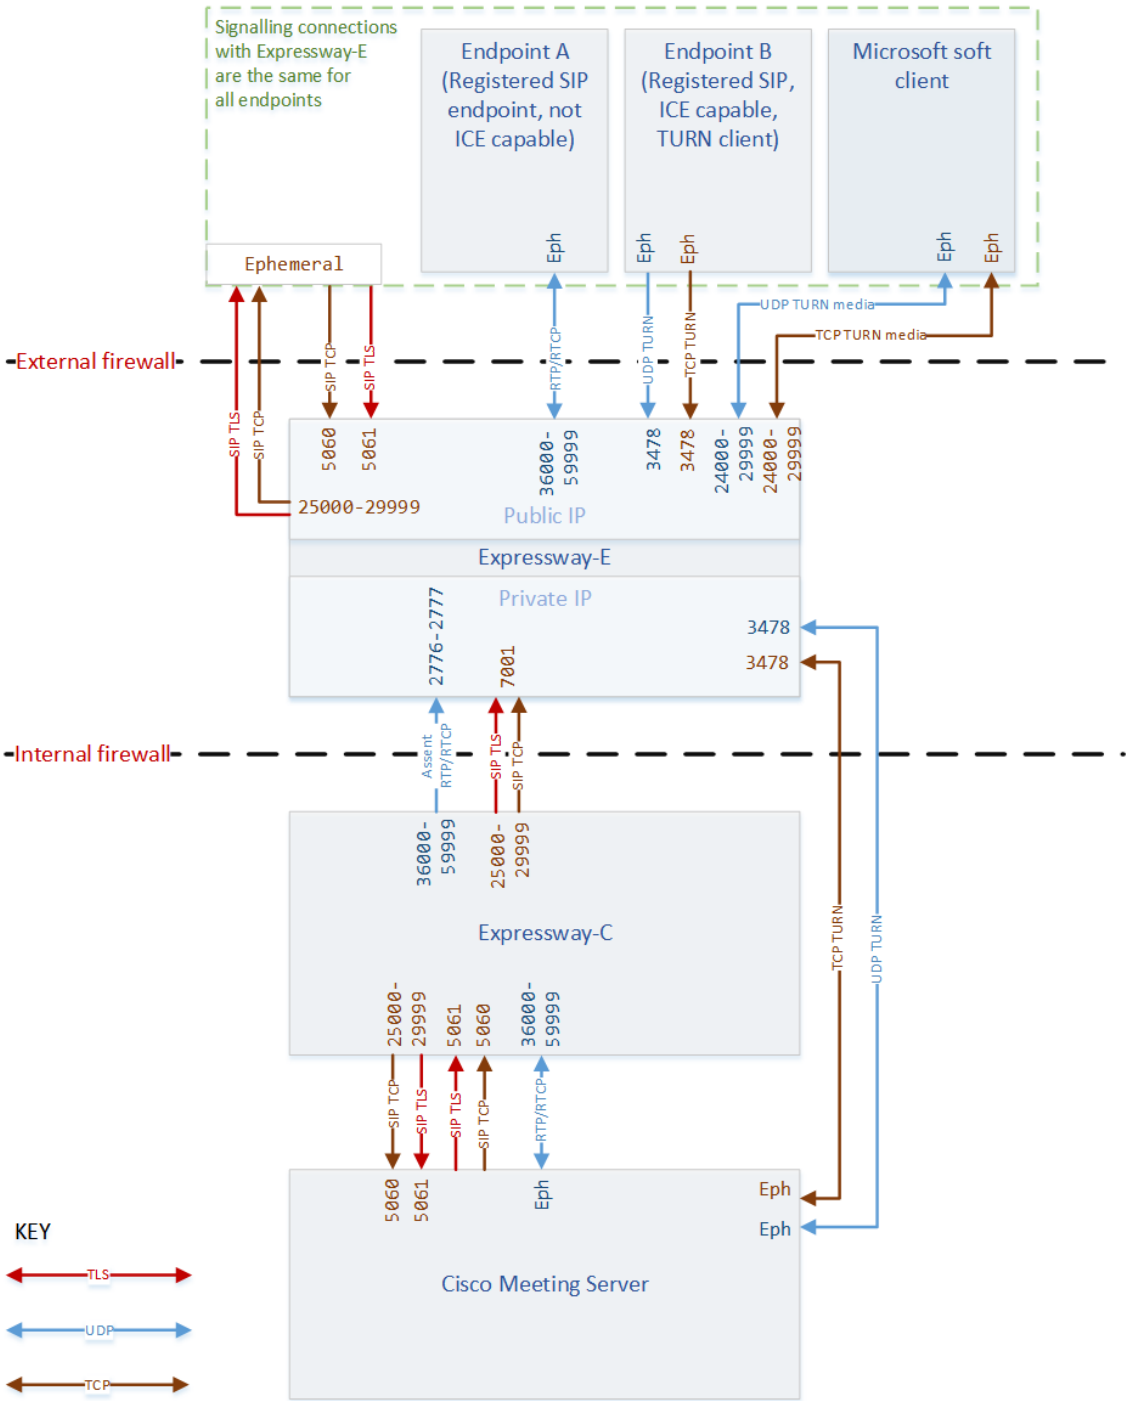 Signalling connections
with Expressway-E
are the same for
all endpoints
Endpoint A
(Registered SIP
endpoint, not
ICE capable)
Endpoint B
(Registered SIP,
ICE capable,
TURN client)
Microsoft soft
client
Eph
Eph
Eph
Eph
Eph
Ephemeral
UDP TURN media
TCP TURN media
External firewall
SIP TLS
SIP TCP
SIP TCP
SIP TLS
RTP/RTCP
UDP TURN
TCP TURN
5060
5061
36000-
59999
3478
3478
24000-
29999
24000-
29999
25000-29999
Public IP
Expressway-E
Private IP
2776-2777
7001
3478
3478
Internal firewall
Assent
RTP/RTCP
SIP TLS
SIP TCP
36000-
59999
25000-
29999
Expressway-C
TCP TURN
UDP TURN
25000-
29999
5061
5060
36000-
59999
SIP TCP
SIP TLS
SIP TLS
SIP TCP
RTP/RTCP
5060
5061
Eph
Eph
Eph
Cisco Meeting Server
KEY
TLS
UDP
TCP